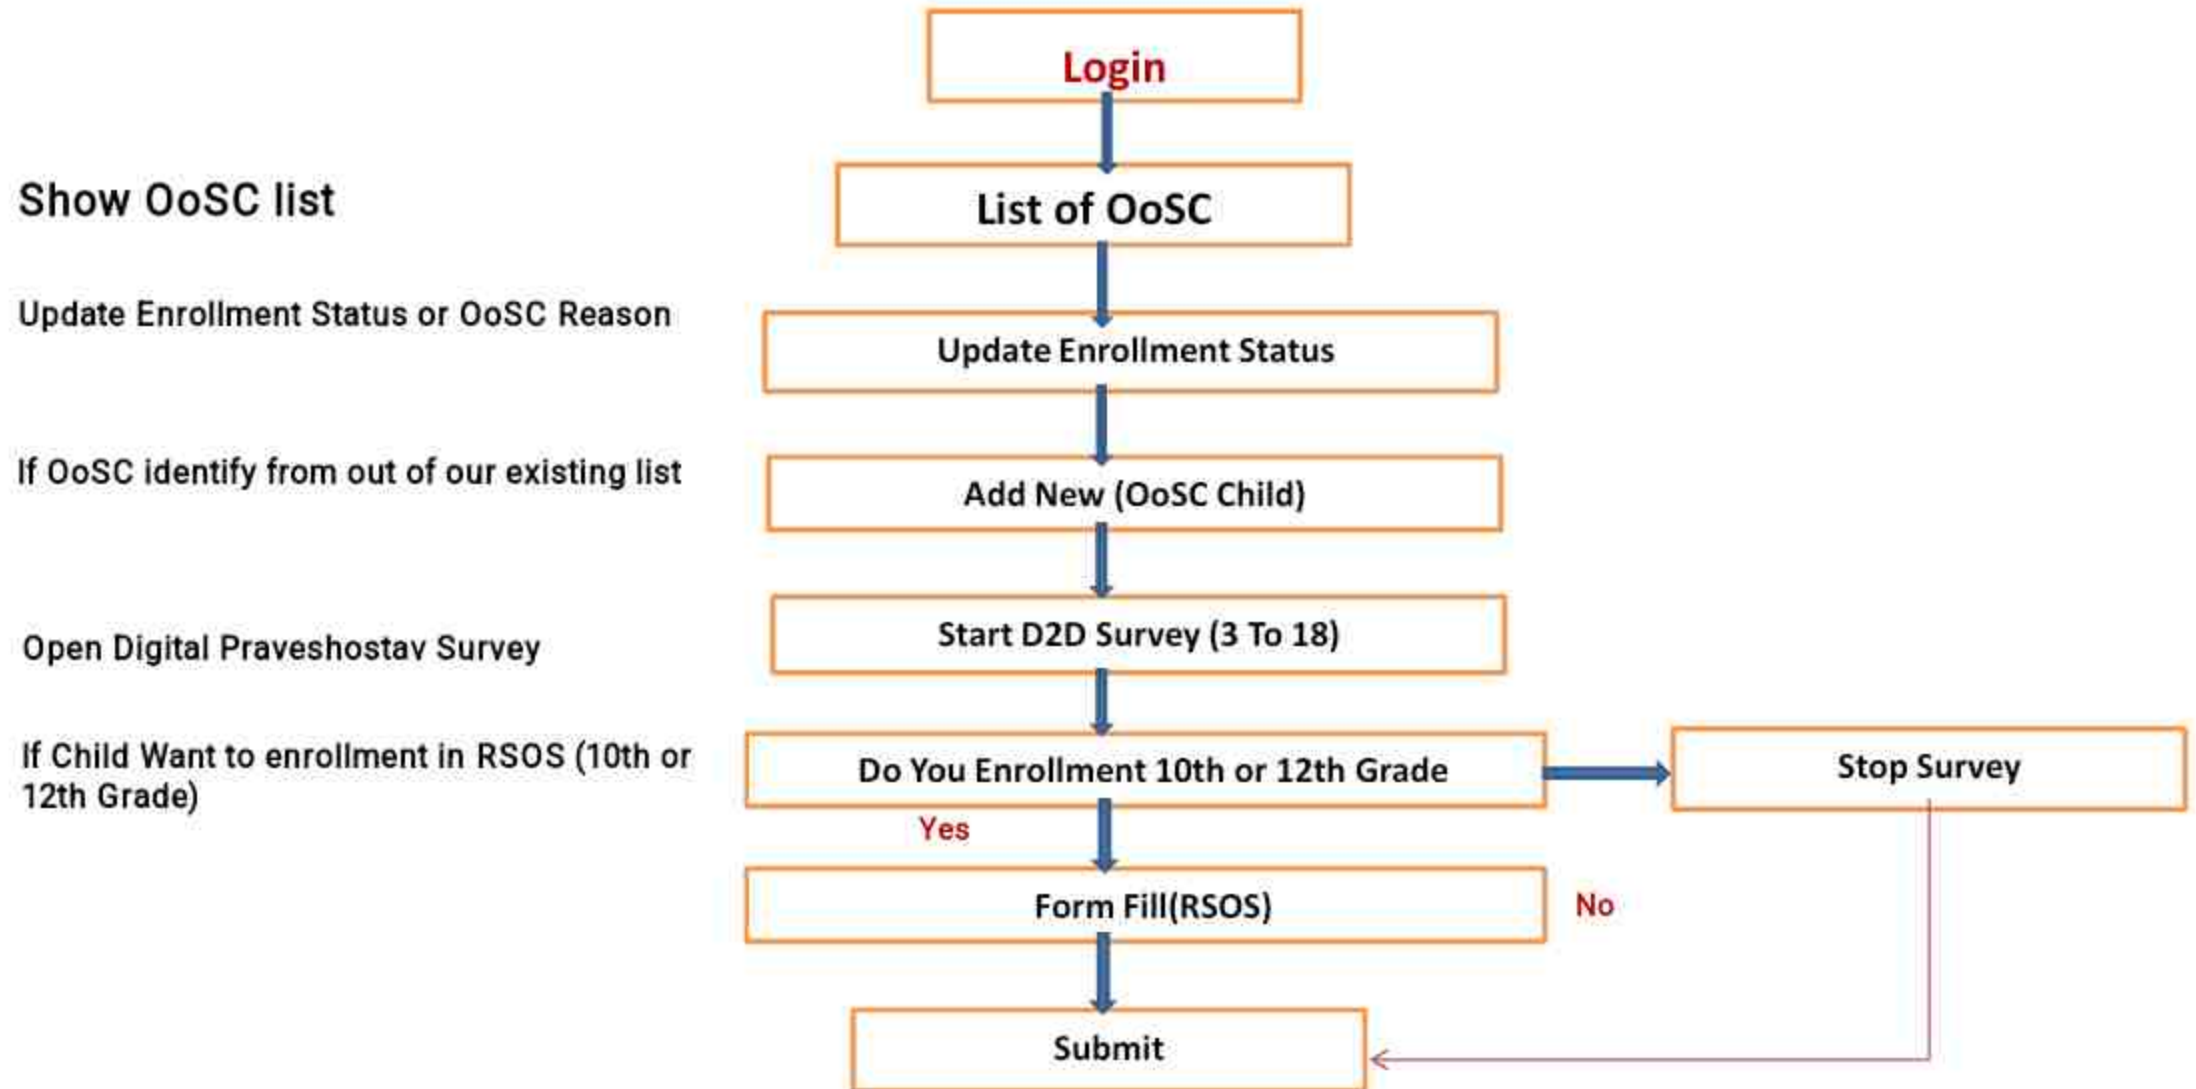 Login
Show OoSC list
List of OoSC
Update Enrollment Status or OoSC Reason
Update Enrollment Status
If OoSC identify from out of our existing list
Add New (OoSC Child)
Start D2D Survey (3 To 18)
Open Digital Praveshostav Survey
If Child Want to enrollment in RSOS (10th or
12th Grade)
Do You Enrollment 10th or 12th Grade
Stop Survey
Yes
Form Fill(RSOS)
No
Submit